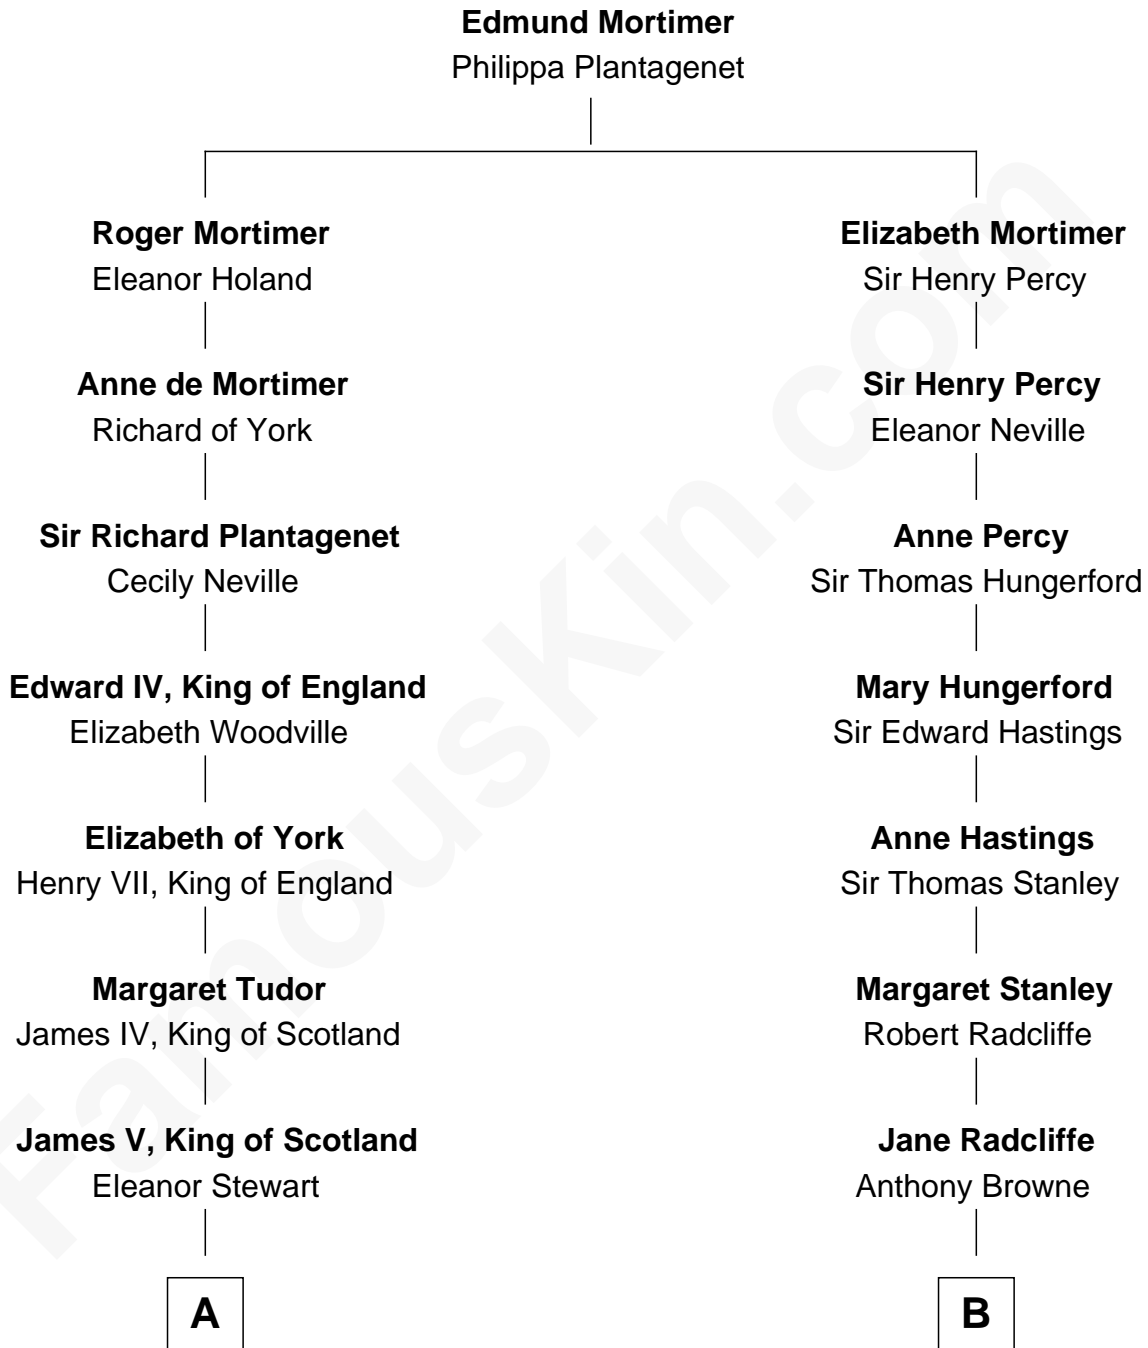 Edmund Mortimer
Philippa Plantagenet
Roger Mortimer
Eleanor Holand
Anne de Mortimer
Richard of York
Sir Richard Plantagenet
Cecily Neville
Edward IV, King of England
Elizabeth Woodville
Elizabeth of York
Henry VII, King of England
Margaret Tudor
James IV, King of Scotland
James V, King of Scotland
Eleanor Stewart
A
Elizabeth Mortimer
Sir Henry Percy
Sir Henry Percy
Eleanor Neville
Anne Percy
Sir Thomas Hungerford
Mary Hungerford
Sir Edward Hastings
Anne Hastings
Sir Thomas Stanley
Margaret Stanley
Robert Radcliffe
Jane Radcliffe
Anthony Browne
B
FamousKin.com